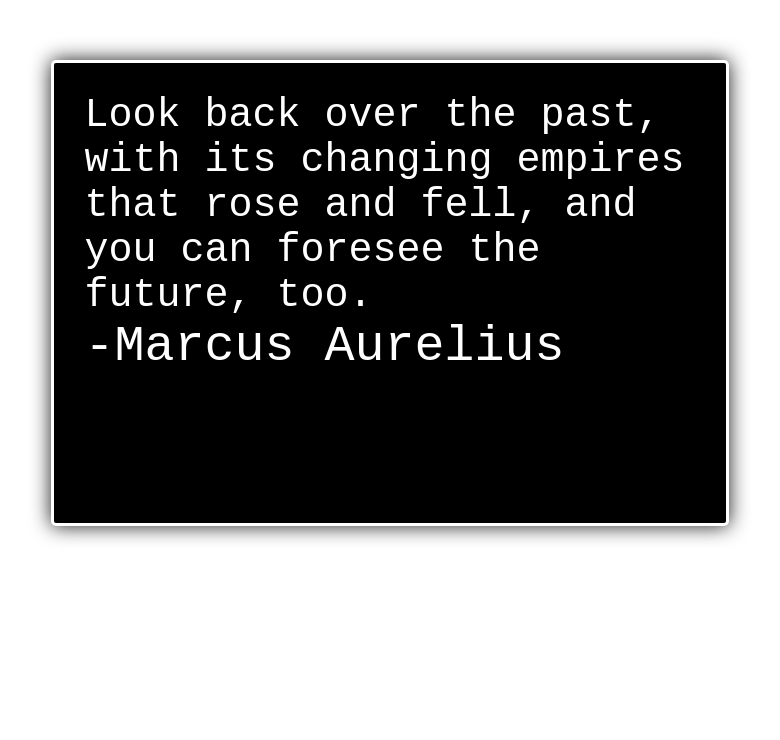 Look back over the past,
with its changing empires
that rose and fell, and
you can foresee the
future, too.
-Marcus Aurelius